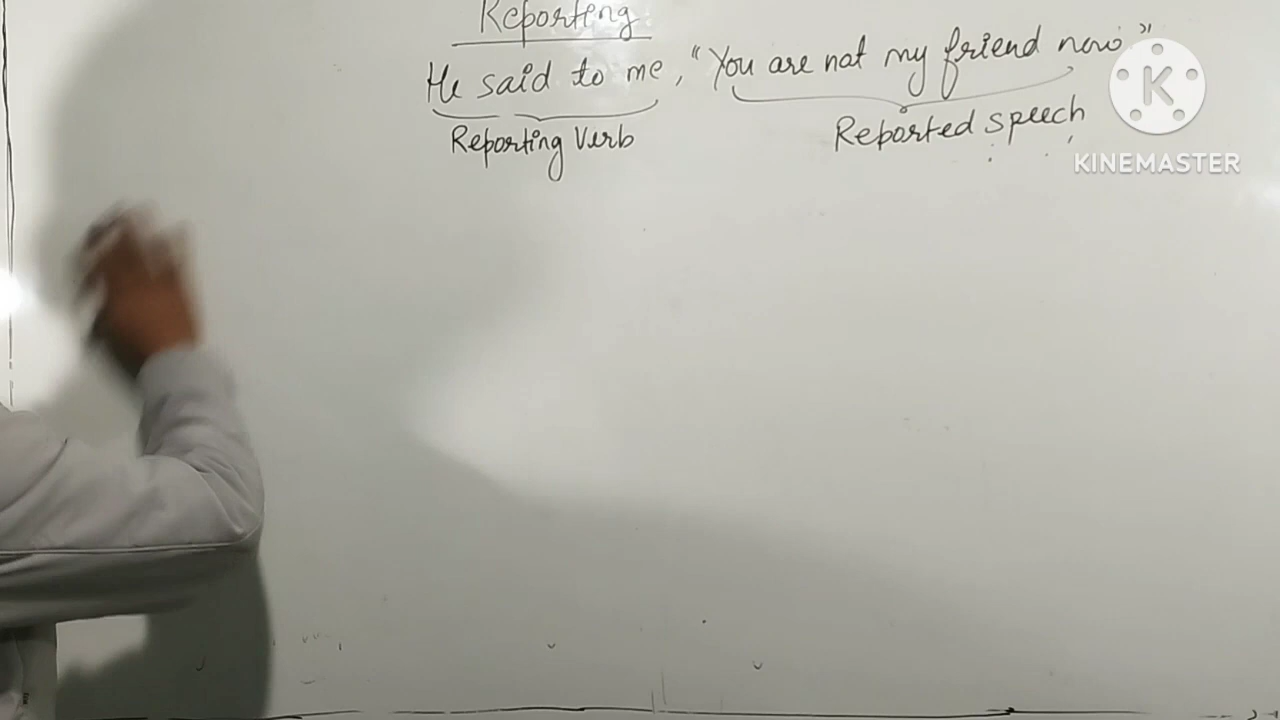 Reporting
He said to me, "You are not my friend now."
Reporting Verb
Reported speech
K
KINEMASTER